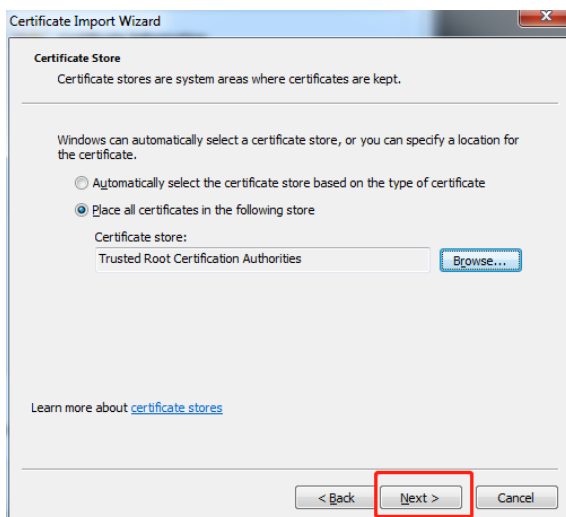 Certificate Import Wizard
X
Certificate Store
Certificate stores are system areas where certificates are kept.
Windows can automatically select a certificate store, or you can specify a location for
the certificate.
Automatically select the certificate store based on the type of certificate
Place all certificates in the following store
Certificate store:
Trusted Root Certification Authorities
Browse...
Learn more about certificate stores
< Back
Next >
Cancel